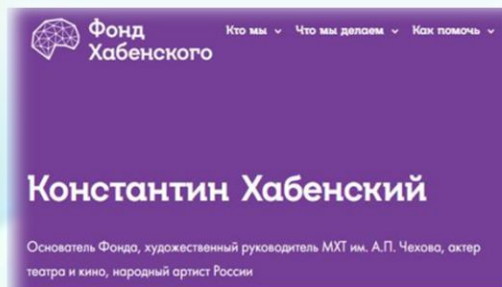 Фонд
Хабенского
Кто мы
Что мы делаем
Как помочь
Константин Хабенский
Основатель Фонда, художественный руководитель МХТ им. А.П. Чехова, актер
театра и кино, народный артист России